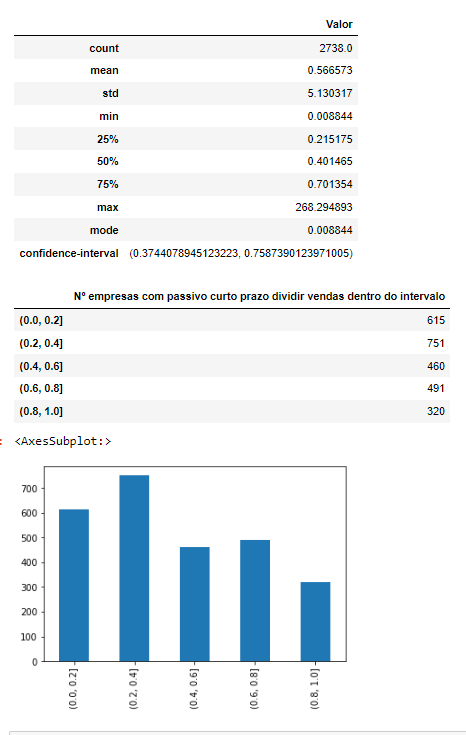 Valor
count 2738.0
mean 0.566573
std 5.130317
min 0.008844
25% 0.215175
50% 0.401465
75% 0.701354
max 268.294893
mode 0.008844
confidence-interval (0.3744078945123223, 0.7587390123971005)
Nº empresas com passivo curto prazo dividir vendas dentro do intervalo
(0.0, 0.2] 615
(0.2, 0.4] 751
(0.4, 0.6] 460
(0.6, 0.8] 491
(0.8, 1.0] 320
: <AxesSubplot:>
700
600
500
400
300
200
100
0
(0.0, 0.2]
(0.2, 0.4]
(0.4, 0.6]
(0.6, 0.8]
(0.8, 1.0]